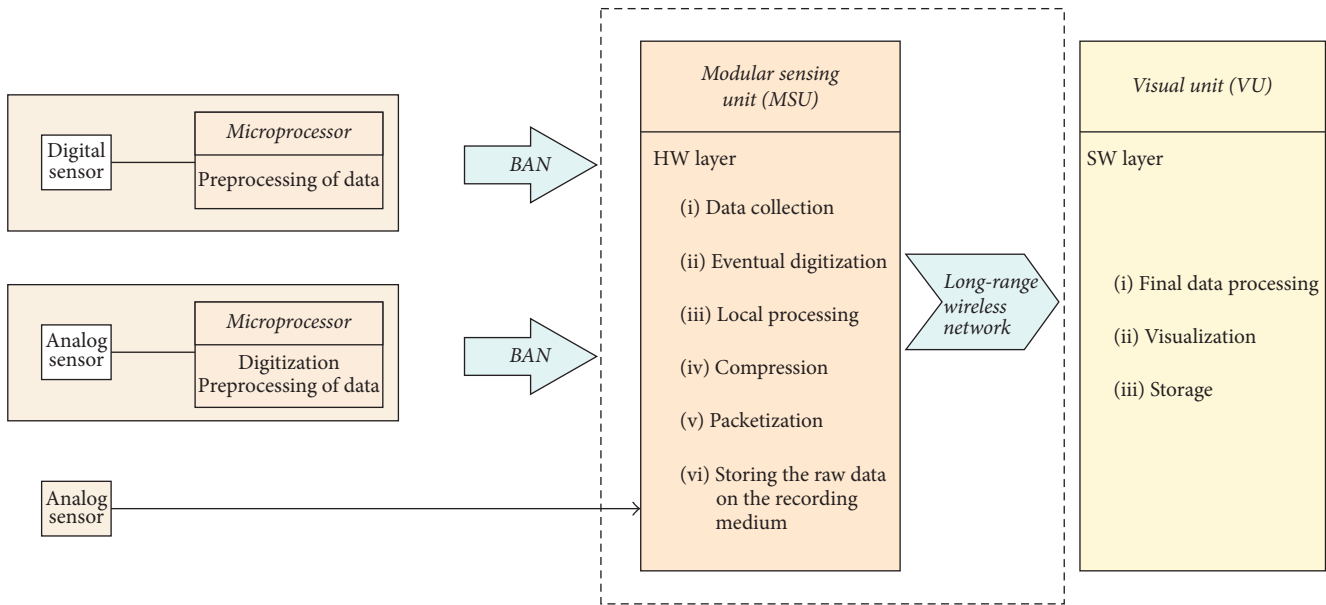 Digital
sensor
Microprocessor
Preprocessing of data
BAN
Analog
sensor
Microprocessor
Digitization
Preprocessing of data
BAN
Analog
sensor
Modular sensing
unit (MSU)
HW layer
(i) Data collection
(ii) Eventual digitization
(iii) Local processing
(iv) Compression
(v) Packetization
(vi) Storing the raw data
on the recording
medium
Long-range
wireless
network
Visual unit (VU)
SW layer
(i) Final data processing
(ii) Visualization
(iii) Storage